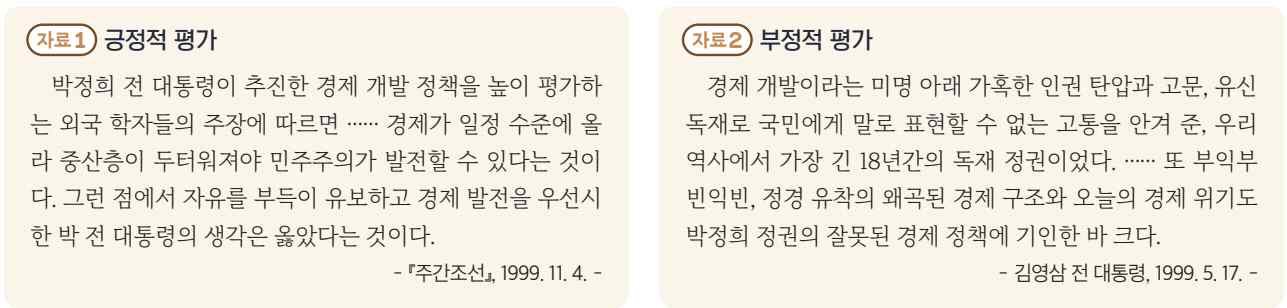 자료1 긍정적 평가
박정희 전 대통령이 추진한 경제 개발 정책을 높이 평가하
는 외국 학자들의 주장에 따르면 …… 경제가 일정 수준에 올
라 중산층이 두터워져야 민주주의가 발전할 수 있다는 것이
다. 그런 점에서 자유를 부득이 유보하고 경제 발전을 우선시
한 박 전 대통령의 생각은 옳았다는 것이다.
- 『주간조선』, 1999. 11. 4. -
자료2 부정적 평가
경제 개발이라는 미명 아래 가혹한 인권 탄압과 고문, 유신
독재로 국민에게 말로 표현할 수 없는 고통을 안겨 준, 우리
역사에서 가장 긴 18년간의 독재 정권이었다. …… 또 부익부
빈익빈, 정경 유착의 왜곡된 경제 구조와 오늘의 경제 위기도
박정희 정권의 잘못된 경제 정책에 기인한 바 크다.
- 김영삼 전 대통령, 1999. 5. 17. -